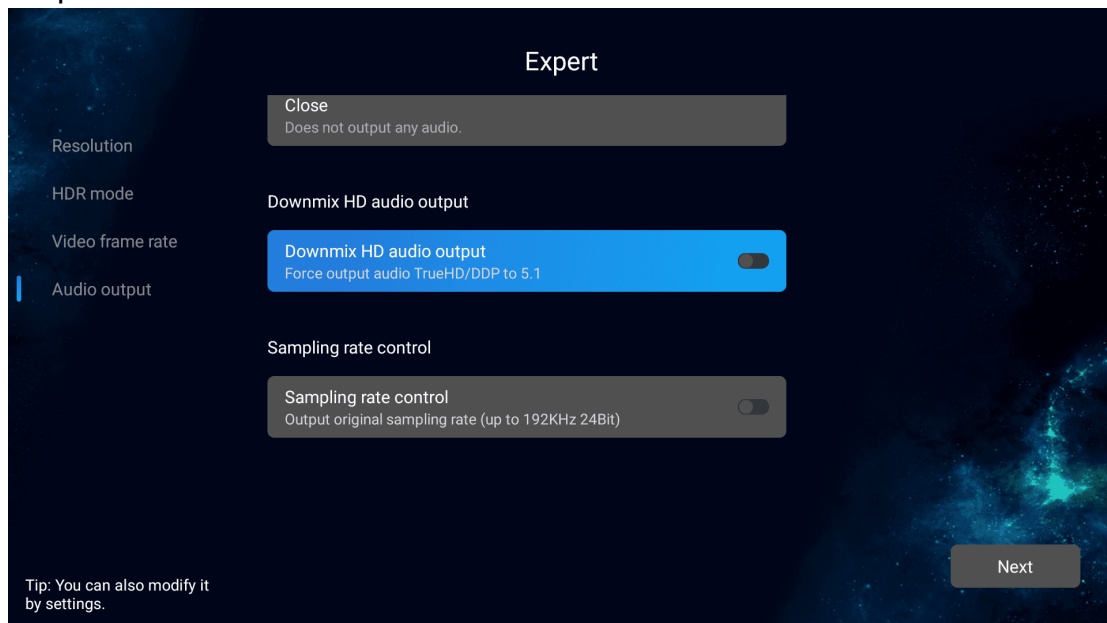 Expert
Close
Does not output any audio.
Resolution
HDR mode
Downmix HD audio output
Video frame rate
Downmix HD audio output
Force output audio TrueHD/DDP to 5.1
Audio output
Sampling rate control
Sampling rate control
Output original sampling rate (up to 192KHz 24Bit)
Next
Tip: You can also modify it
by settings.